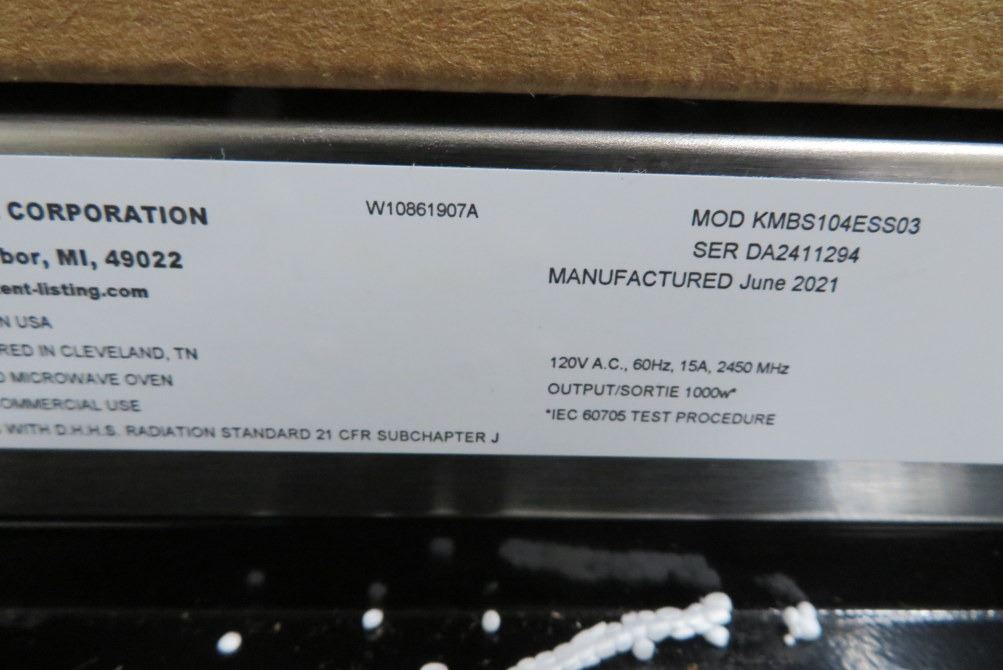 CORPORATION
W10861907A
MOD KMBS104ESS03
bor, MI, 49022
SER DA2411294
ent-listing.com
MANUFACTURED June 2021
N USA
RED IN CLEVELAND, TN
120V A.C., 60Hz, 15A, 2450 MHz
MICROWAVE OVEN
OUTPUT/SORTIE 1000w*
OMMERCIAL USE
*IEC 60705 TEST PROCEDURE
WITH D.H.H.S. RADIATION STANDARD 21 CFR SUBCHAPTER J